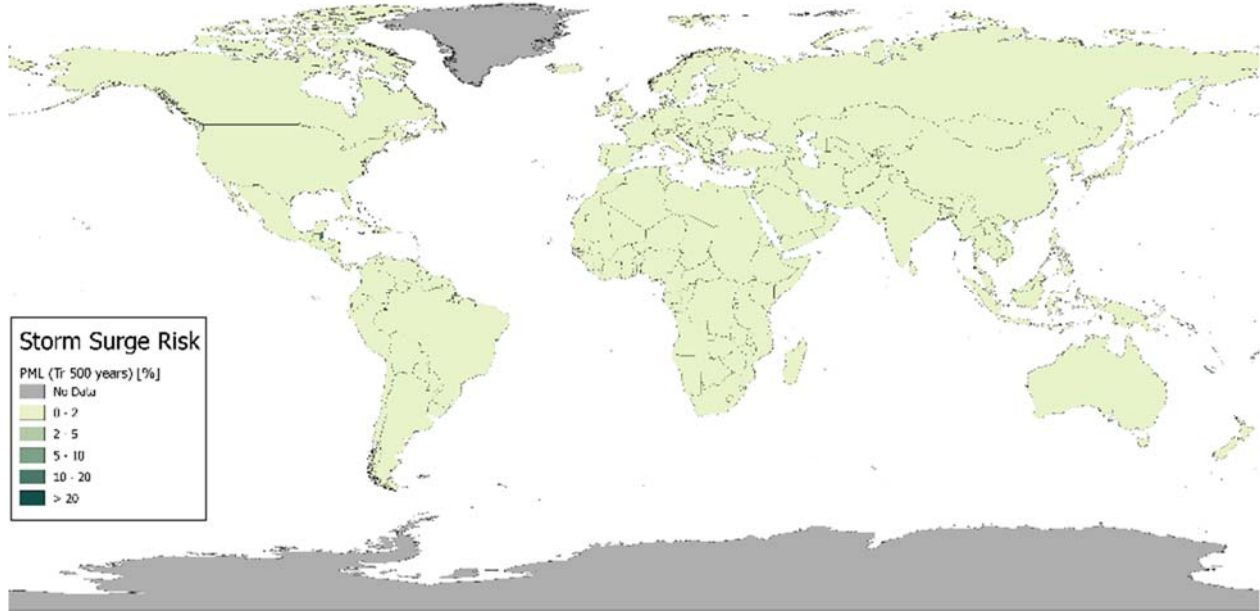 Storm Surge Risk
PML (Tr 500 years) [%]
No Data
0 - 2
2 - 5
5 - 10
10 - 20
> 20